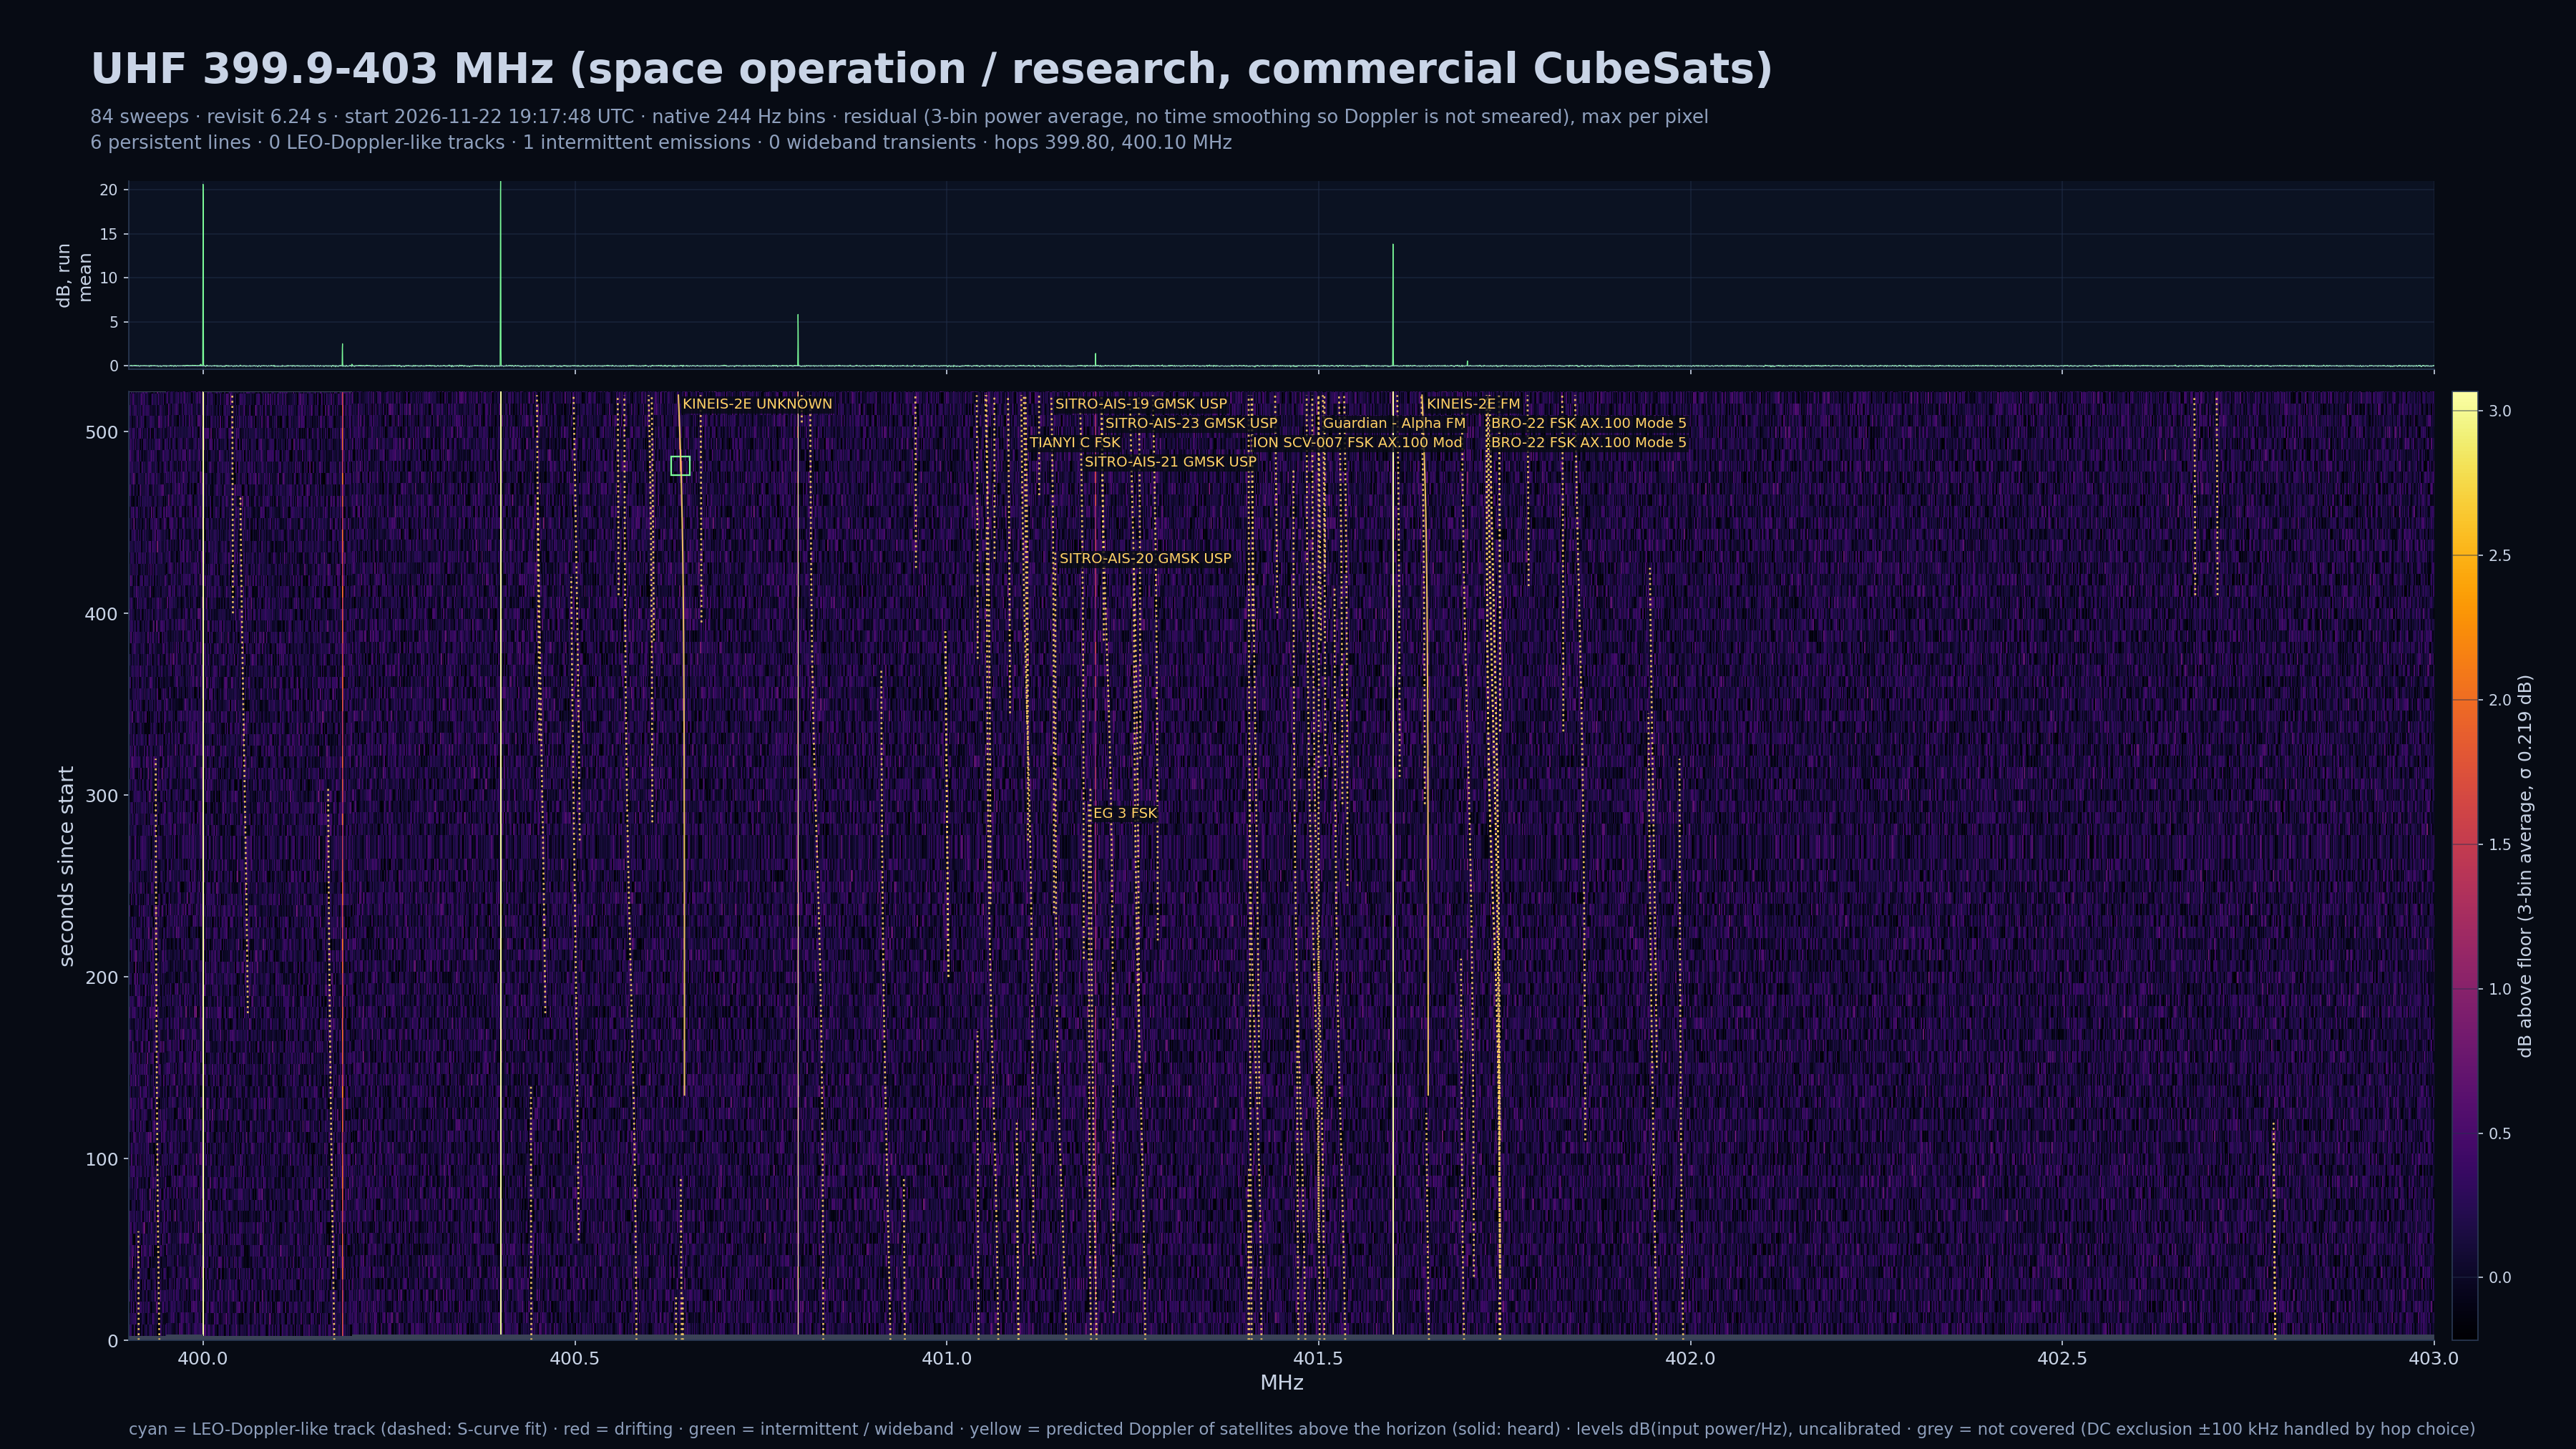 UHF 399.9-403 MHz (space operation / research, commercial CubeSats)
84 sweeps · revisit 6.24 s · start 2026-11-22 19:17:48 UTC · native 244 Hz bins · residual (3-bin power average, no time smoothing so Doppler is not smeared), max per pixel
6 persistent lines · 0 LEO-Doppler-like tracks · 1 intermittent emissions · 0 wideband transients · hops 399.80, 400.10 MHz
dB, run
mean
20
15
10
5
0
KINEIS-2E UNKNOWN
SITRO-AIS-19 GMSK USP
KINEIS-2E FM
SITRO-AIS-23 GMSK USP
Guardian - Alpha FM
BRO-22 FSK AX.100 Mode 5
TIANYI C FSK
ION SCV-007 FSK AX.100 Mod
BRO-22 FSK AX.100 Mode 5
SITRO-AIS-21 GMSK USP
SITRO-AIS-20 GMSK USP
EG 3 FSK
seconds since start
500
400
300
200
100
0
400.0
400.5
401.0
401.5
402.0
402.5
403.0
MHz
3.0
2.5
2.0
1.5
1.0
0.5
0.0
dB above floor (3-bin average, σ 0.219 dB)
cyan = LEO-Doppler-like track (dashed: S-curve fit) · red = drifting · green = intermittent / wideband · yellow = predicted Doppler of satellites above the horizon (solid: heard) · levels dB(input power/Hz), uncalibrated · grey = not covered (DC exclusion ±100 kHz handled by hop choice)